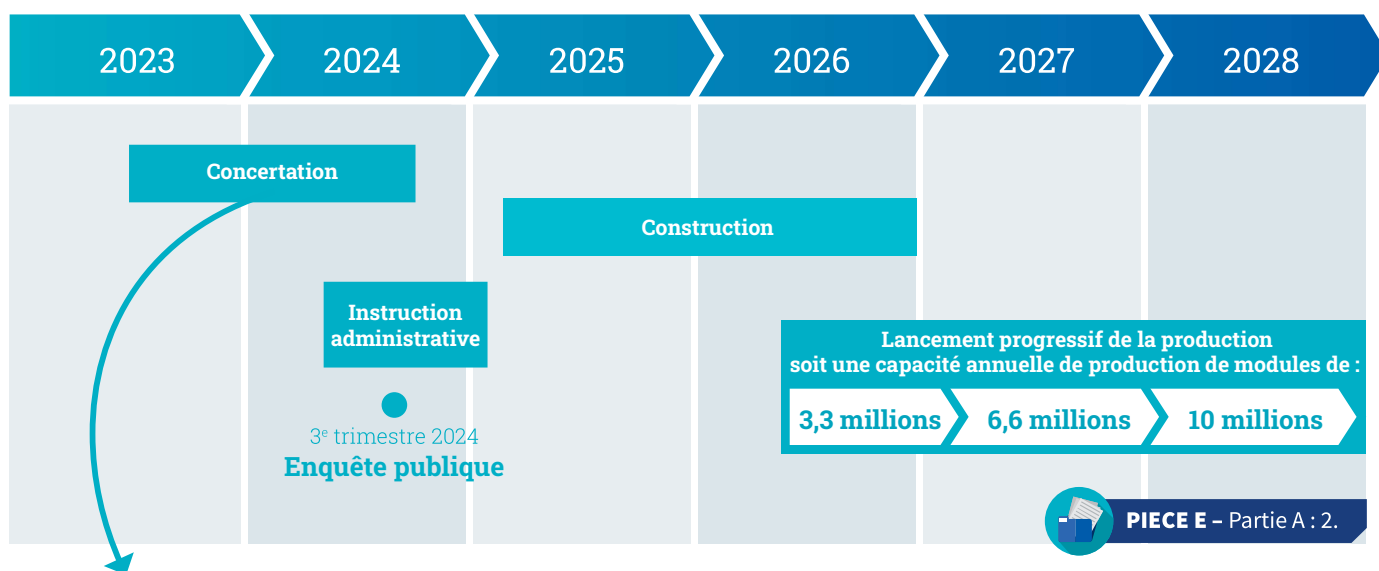 2023 2024 2025 2026 2027 2028
Concertation
Construction
Instruction
administrative
3e trimestre 2024
Enquête publique
Lancement progressif de la production
soit une capacité annuelle de production de modules de :
3,3 millions 6,6 millions 10 millions
PIECE E – Partie A : 2.